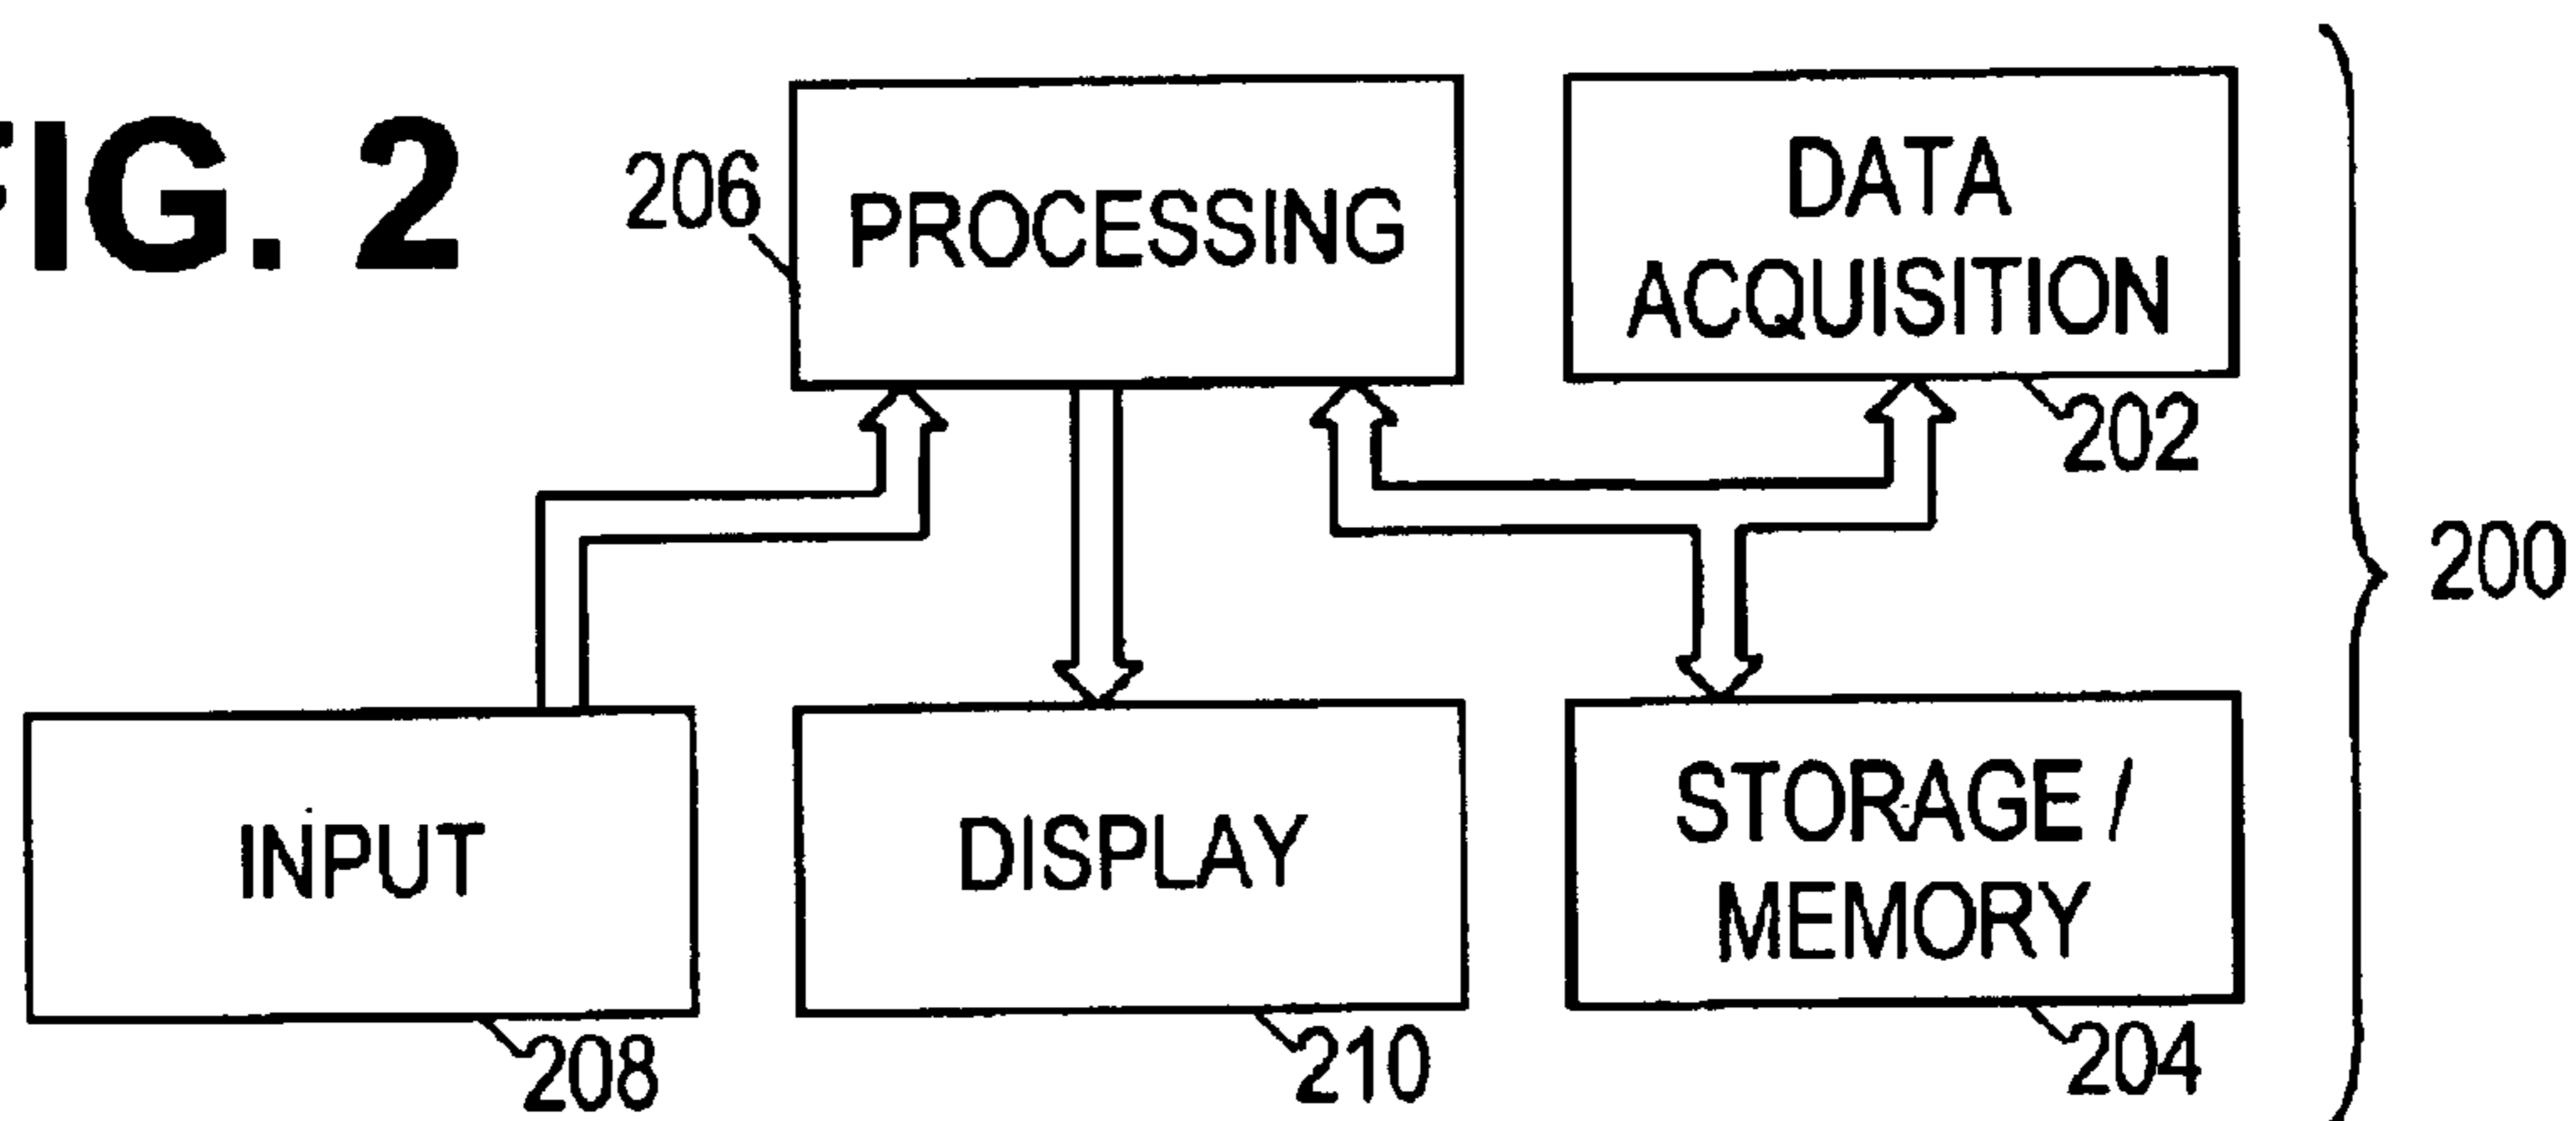 FIG. 2
206
PROCESSING
DATA
ACQUISITION
202
200
INPUT
208
DISPLAY
210
STORAGE /
MEMORY
204